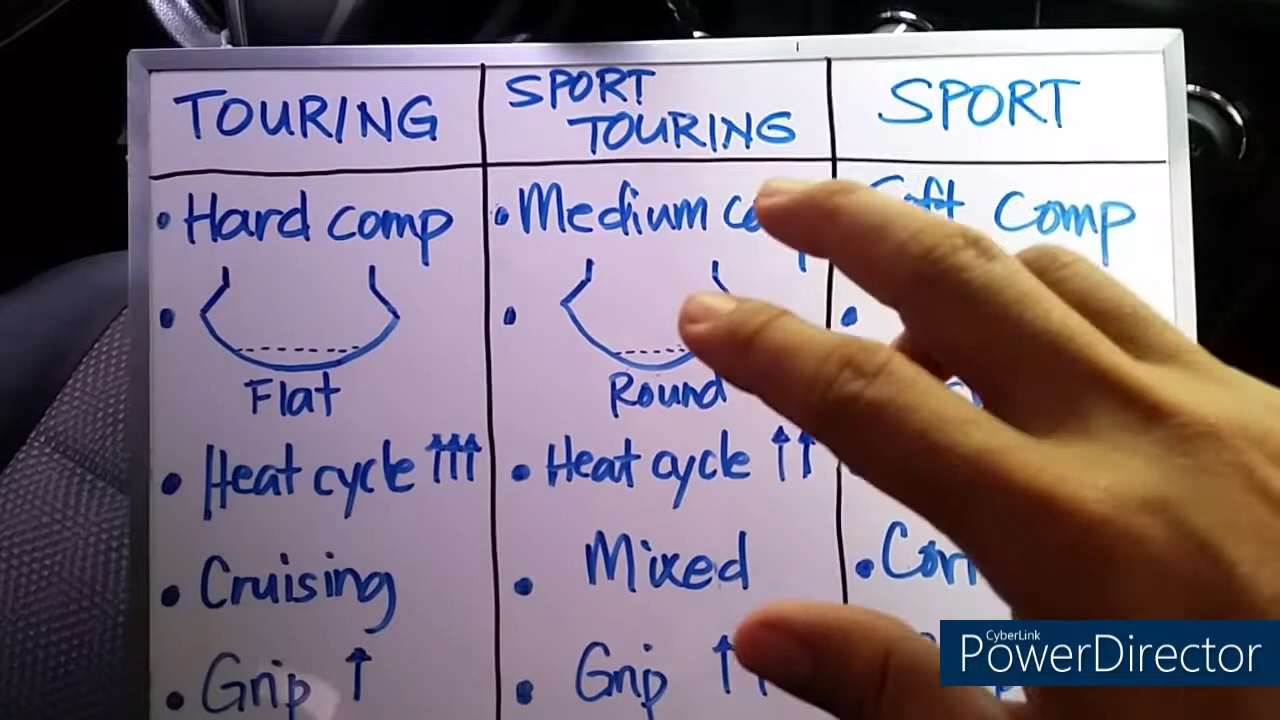 TOURING
SPORT
TOURING
SPORT
• Hard comp
• Medium
comp
•
Flat
•
Round
•
• Heat cycle ↑↑↑
• Heat cycle ↑↑
• Cruising
• Mixed
•
• Grip ↑
• Grip ↑↑
CyberLink
PowerDirector